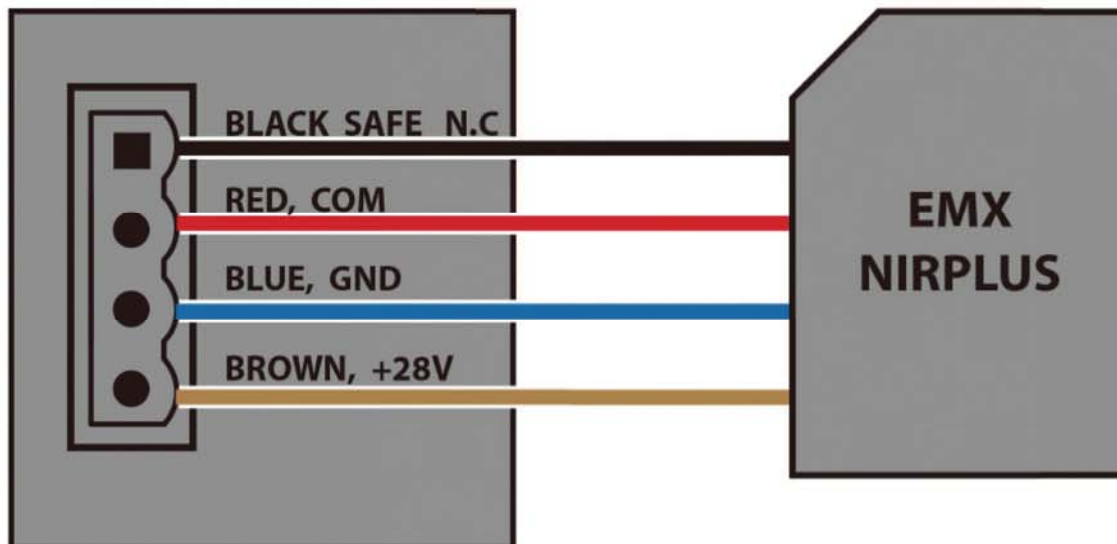 BLACK SAFE N.C
RED, COM
BLUE, GND
BROWN, +28V
EMX
NIRPLUS